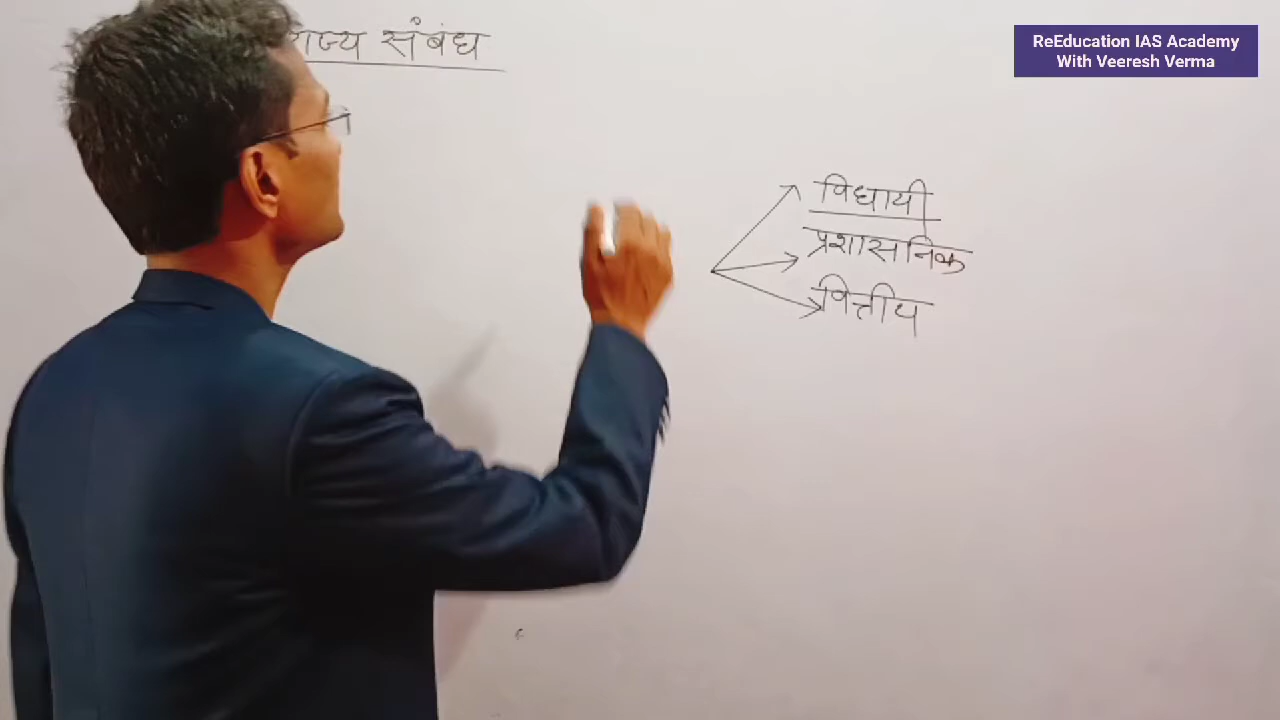 राज्य संबंध
ReEducation IAS Academy
With Veeresh Verma
विधायी
प्रशासनिक
वित्तीय